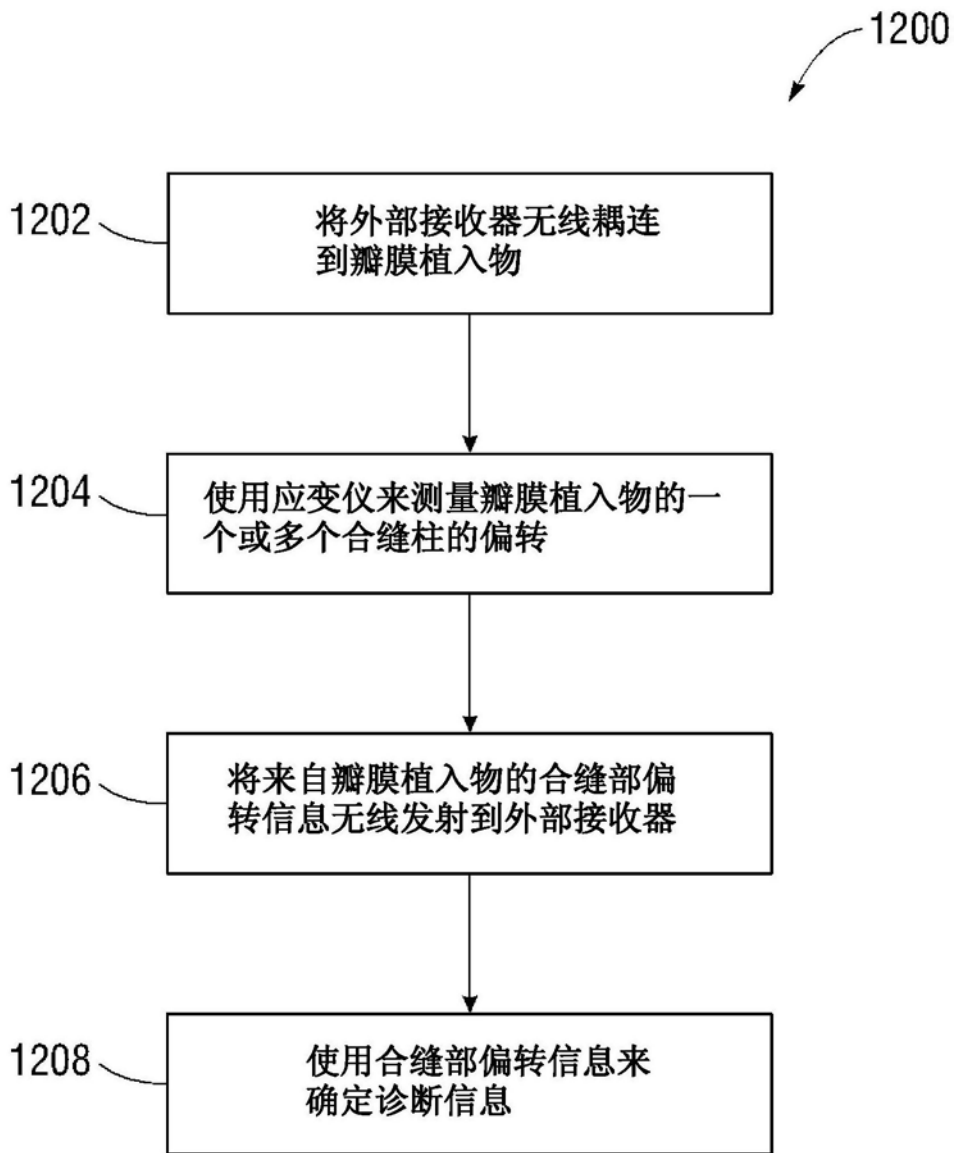 1200
1202
将外部接收器无线耦连
到瓣膜植入物
1204
使用应变仪来测量瓣膜植入物的一
个或多个合缝柱的偏转
1206
将来自瓣膜植入物的合缝部偏
转信息无线发射到外部接收器
1208
使用合缝部偏转信息来
确定诊断信息